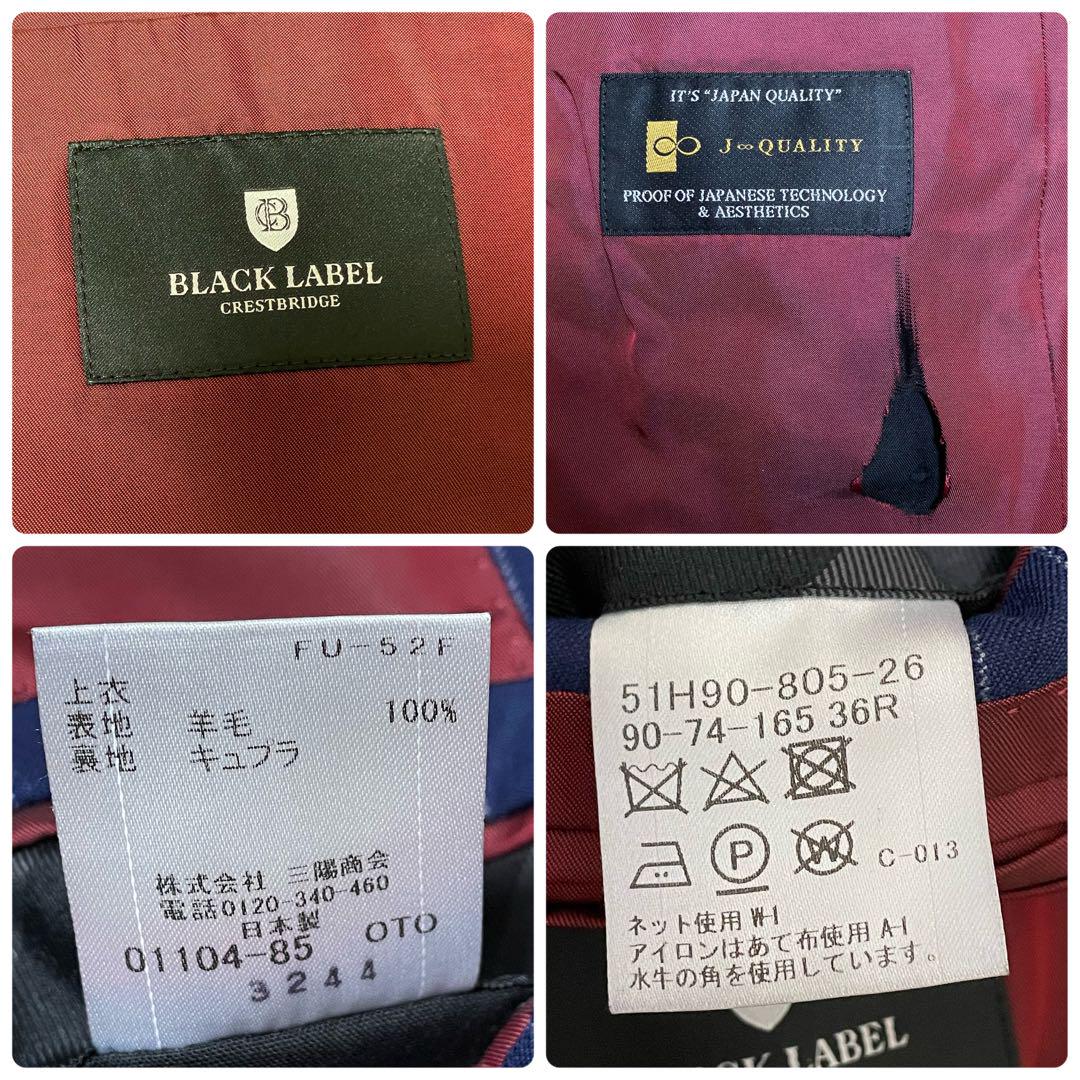 CB
BLACK LABEL
CRESTBRIDGE
IT'S "JAPAN QUALITY"
J∞QUALITY
PROOF OF JAPANESE TECHNOLOGY
& AESTHETICS
FU-52F
上衣
表地 羊毛 100%
裏地 キュプラ
株式会社 三陽商会
電話0120-340-460
日本製
01104-85 OTO
3244
51H90-805-26
90-74-165 36R
P W C-013
ネット使用 W-1
アイロンはあて布使用 A-1
水牛の角を使用しています。
BLACK LABEL